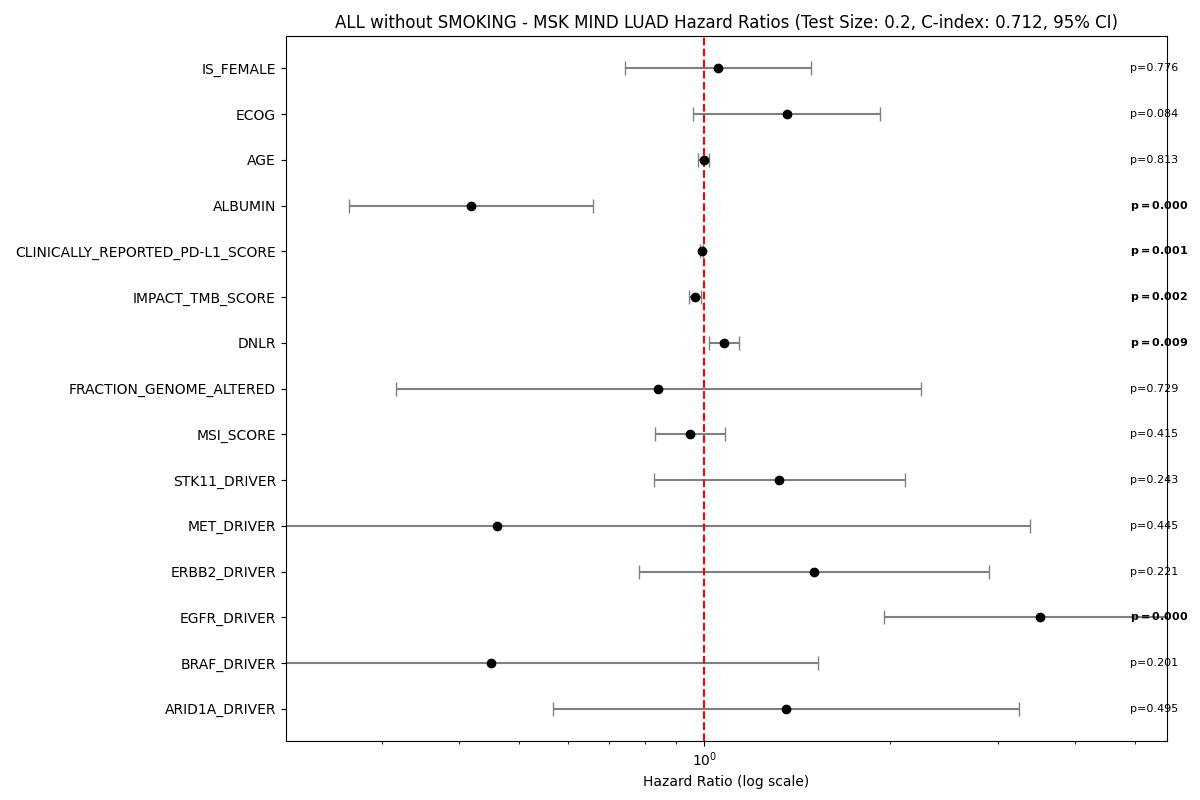 ALL without SMOKING - MSK MIND LUAD Hazard Ratios (Test Size: 0.2, C-index: 0.712, 95% CI)
IS_FEMALE p=0.776
ECOG p=0.084
AGE p=0.813
ALBUMIN p=0.000
CLINICALLY_REPORTED_PD-L1_SCORE p=0.001
IMPACT_TMB_SCORE p=0.002
DNLR p=0.009
FRACTION_GENOME_ALTERED p=0.729
MSI_SCORE p=0.415
STK11_DRIVER p=0.243
MET_DRIVER p=0.445
ERBB2_DRIVER p=0.221
EGFR_DRIVER p=0.000
BRAF_DRIVER p=0.201
ARID1A_DRIVER p=0.495
10⁰
Hazard Ratio (log scale)